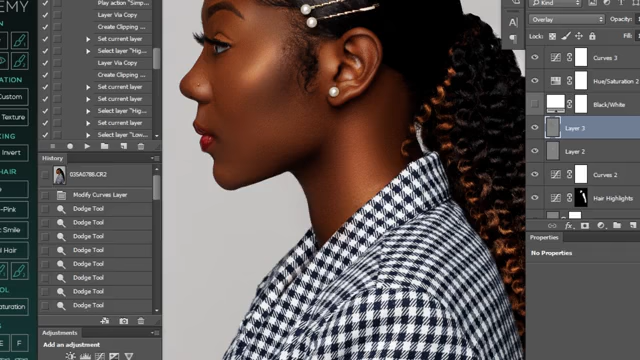 EMY
ATION
Custom
Texture
KING
Invert
HAIR
-Pink
Smile
Hair
OL
aturation
E F
Play action "Simp...
Layer Via Copy
Create Clipping ...
Set current layer
Select layer "Hig...
Layer Via Copy
Create Clipping ...
Set current layer
Set current layer
Select layer "Hig...
Set current layer
Select layer "Low...
History
035A0786.CR2
Modify Curves Layer
Dodge Tool
Dodge Tool
Dodge Tool
Dodge Tool
Dodge Tool
Dodge Tool
Dodge Tool
Dodge Tool
Adjustments
Add an adjustment
A
Kind
Overlay
Opacity:
Lock:
Fill:
Curves 3
Hue/Saturation
Black/White
Layer 3
Layer 2
Curves 2
Hair Highlights
fx
Properties
No Properties